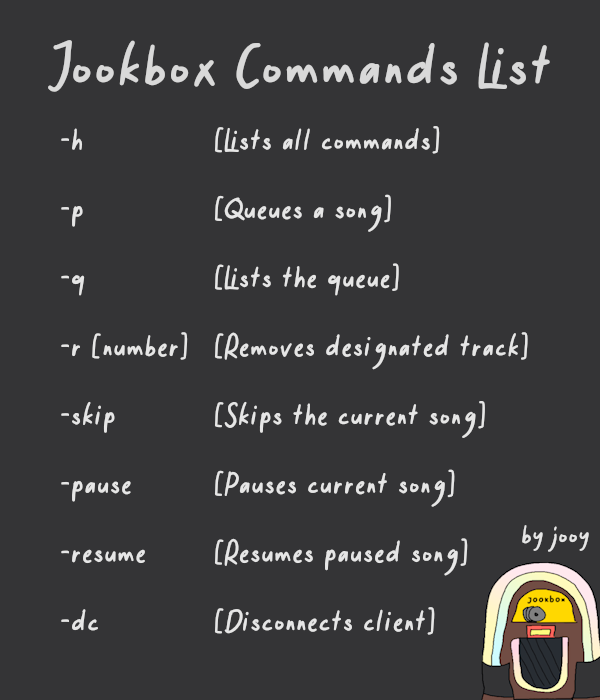 Jookbox Commands List
-h [Lists all commands]
-p [Queues a song]
-q [Lists the queue]
-r [number] [Removes designated track]
-skip [Skips the current song]
-pause [Pauses current song]
-resume [Resumes paused song]
-dc [Disconnects client]
by jooy
JOOKBOX